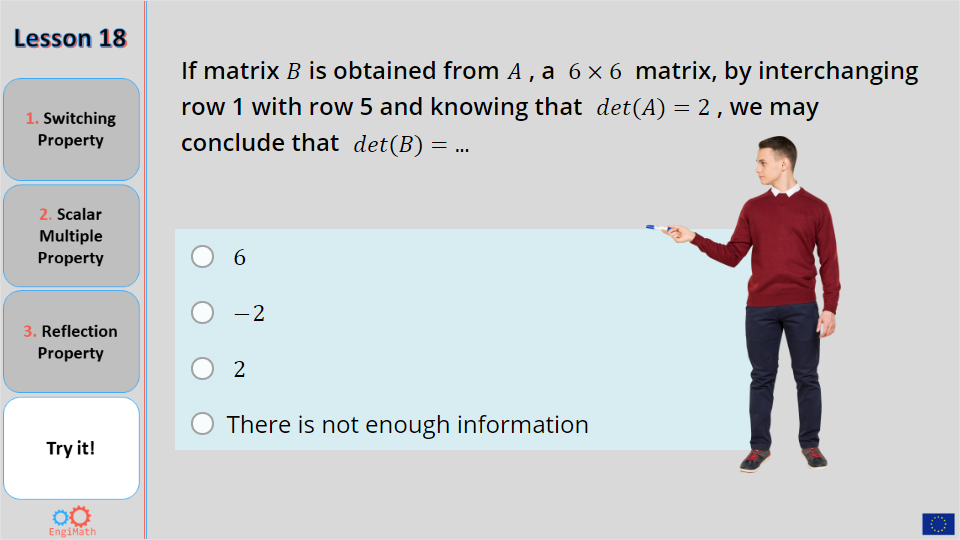 Lesson 18
1. Switching
Property
2. Scalar
Multiple
Property
3. Reflection
Property
Try it!
EngiMath
If matrix B is obtained from A , a 6 × 6 matrix, by interchanging
row 1 with row 5 and knowing that det(A) = 2 , we may
conclude that det(B) = ...
6
−2
2
There is not enough information